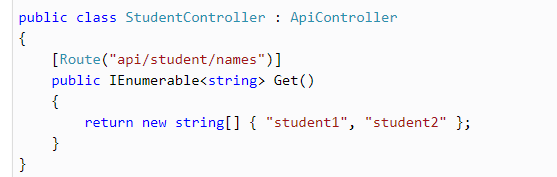 public class StudentController : ApiController
{
    [Route("api/student/names")]
    public IEnumerable<string> Get()
    {
        return new string[] { "student1", "student2" };
    }
}